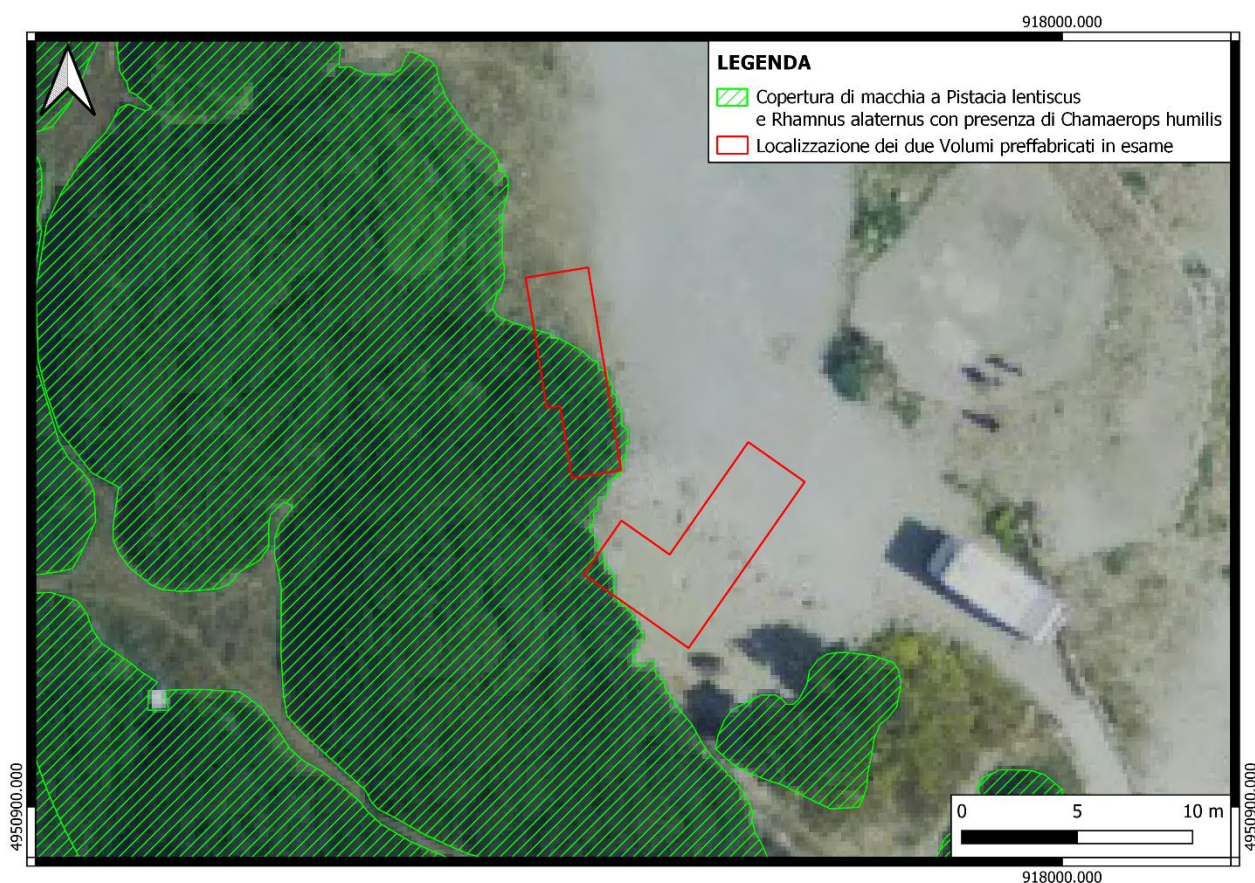 918000.000
LEGENDA
Copertura di macchia a Pistacia lentiscus
e Rhamnus alaternus con presenza di Chamaerops humilis
Localizzazione dei due Volumi preffabricati in esame
4950900.000
4950900.000
0 5 10 m
918000.000